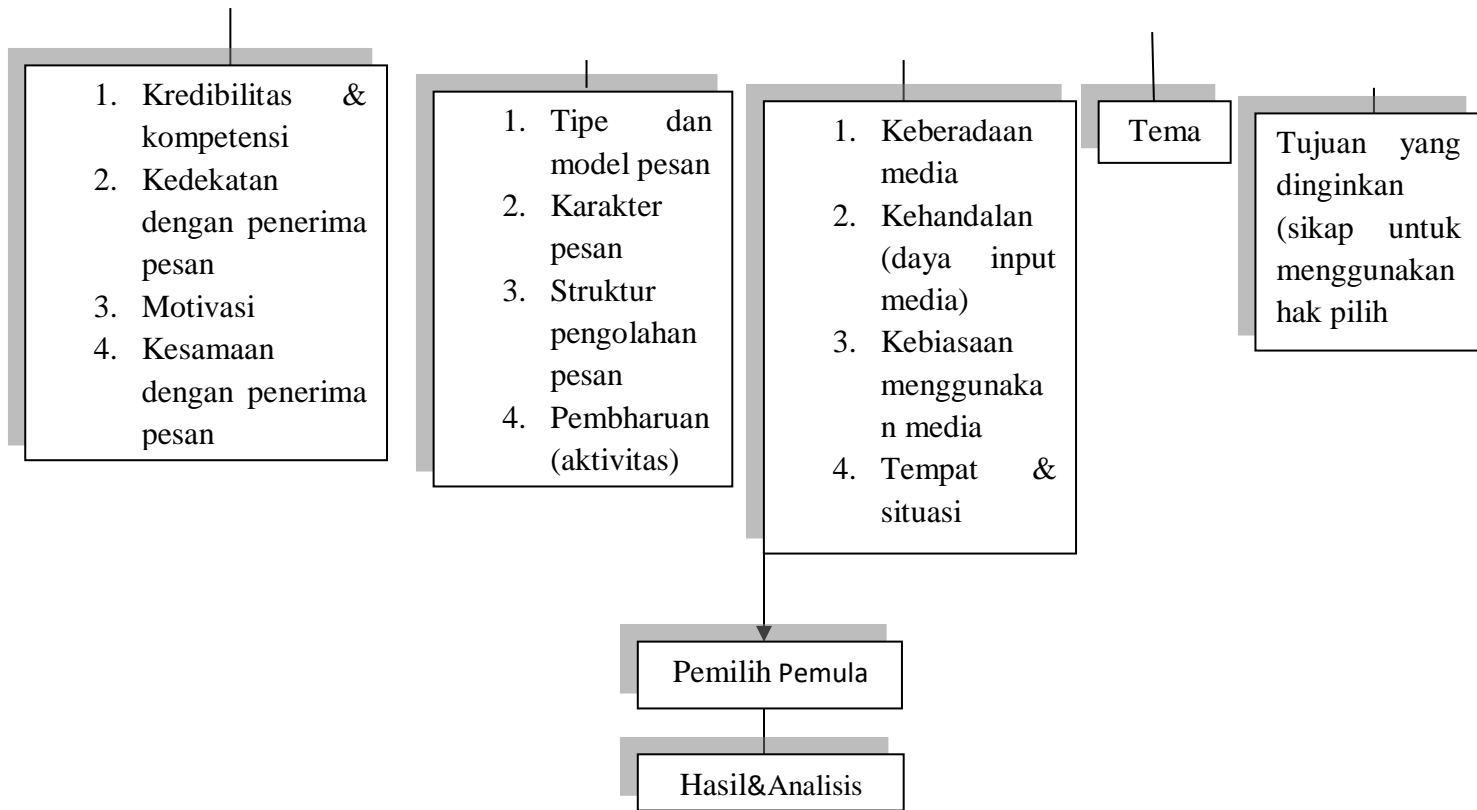 1. Kredibilitas &
kompetensi
2. Kedekatan
dengan penerima
pesan
3. Motivasi
4. Kesamaan
dengan penerima
pesan
1. Tipe dan
model pesan
2. Karakter
pesan
3. Struktur
pengolahan
pesan
4. Pembharuan
(aktivitas)
1. Keberadaan
media
2. Kehandalan
(daya input
media)
3. Kebiasaan
menggunaka
n media
4. Tempat &
situasi
Tema
Tujuan yang
dinginkan
(sikap untuk
menggunakan
hak pilih
Pemilih Pemula
Hasil&Analisis